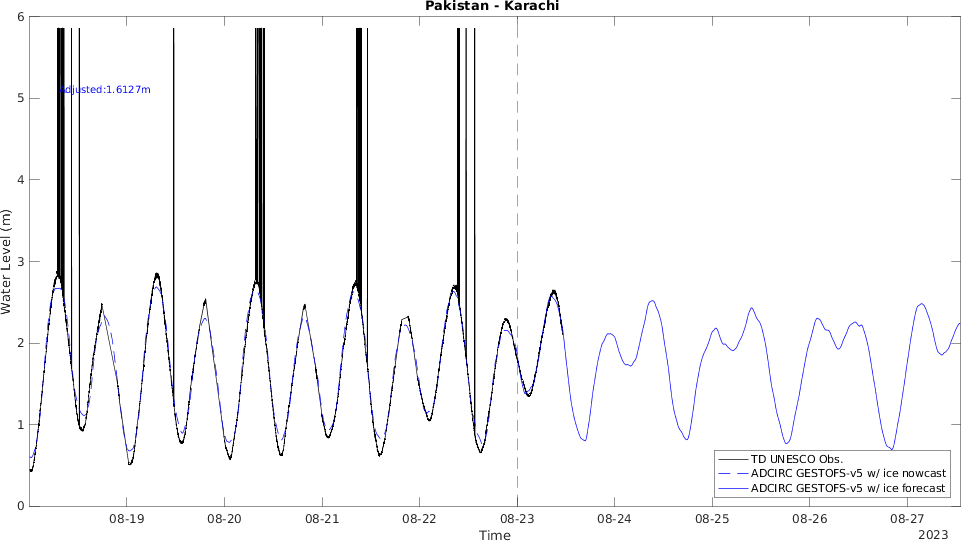 Pakistan - Karachi
6
5
4
3
2
1
0
Water Level (m)
Adjusted:1.6127m
08-19
08-20
08-21
08-22
08-23
08-24
08-25
08-26
08-27
Time
2023
TD UNESCO Obs.
ADCIRC GESTOFS-v5 w/ ice nowcast
ADCIRC GESTOFS-v5 w/ ice forecast